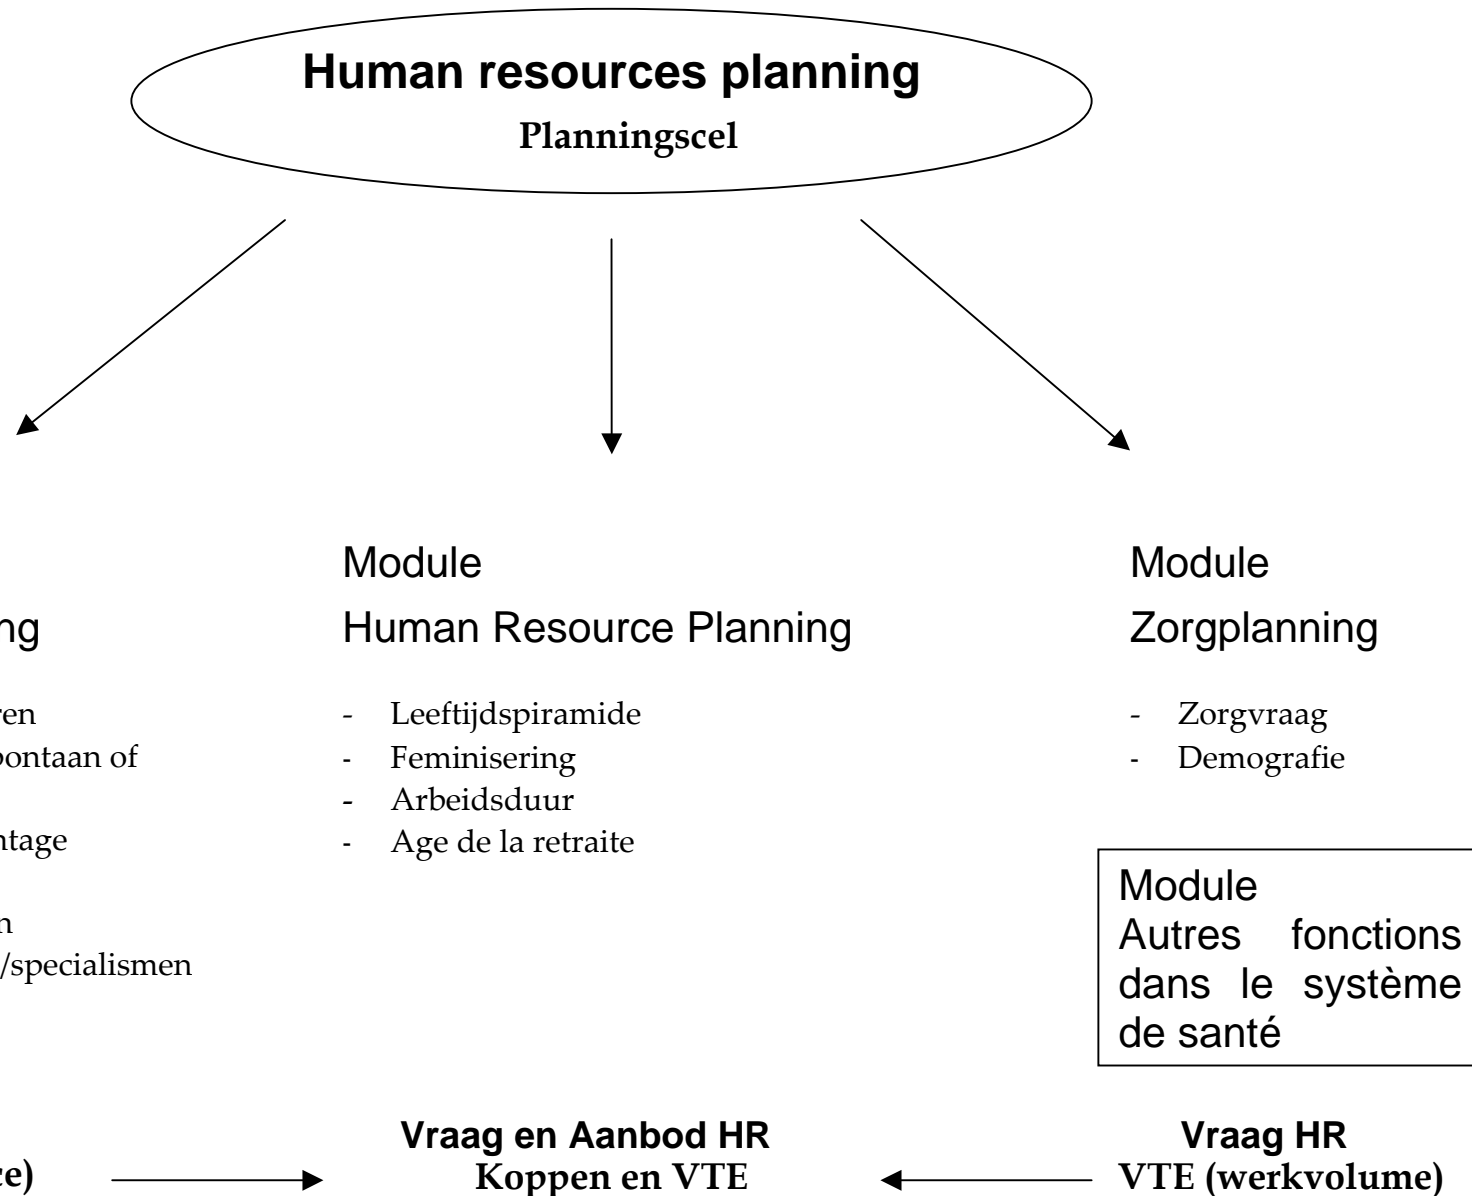 Human resources planning
Planningscel
Module
Human Resource Planning
- Leeftijdspiramide
- Feminisering
- Arbeidsduur
- Age de la retraite
Module
Zorgplanning
- Zorgvraag
- Demografie
Module
Autres fonctions
dans le système
de santé
ng
ren
pontaan of
ntage
n
/specialismen
ce)
Vraag en Aanbod HR
Koppen en VTE
Vraag HR
VTE (werkvolume)